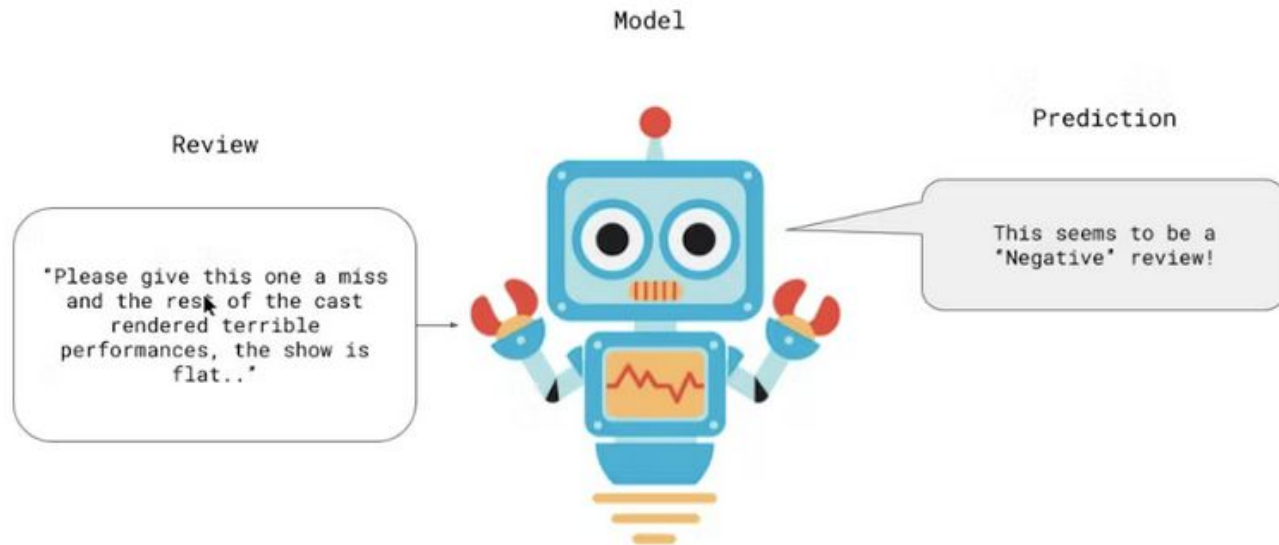 Model
Review
Prediction
"Please give this one a miss
and the rest of the cast
rendered terrible
performances, the show is
flat.."
This seems to be a
"Negative" review!